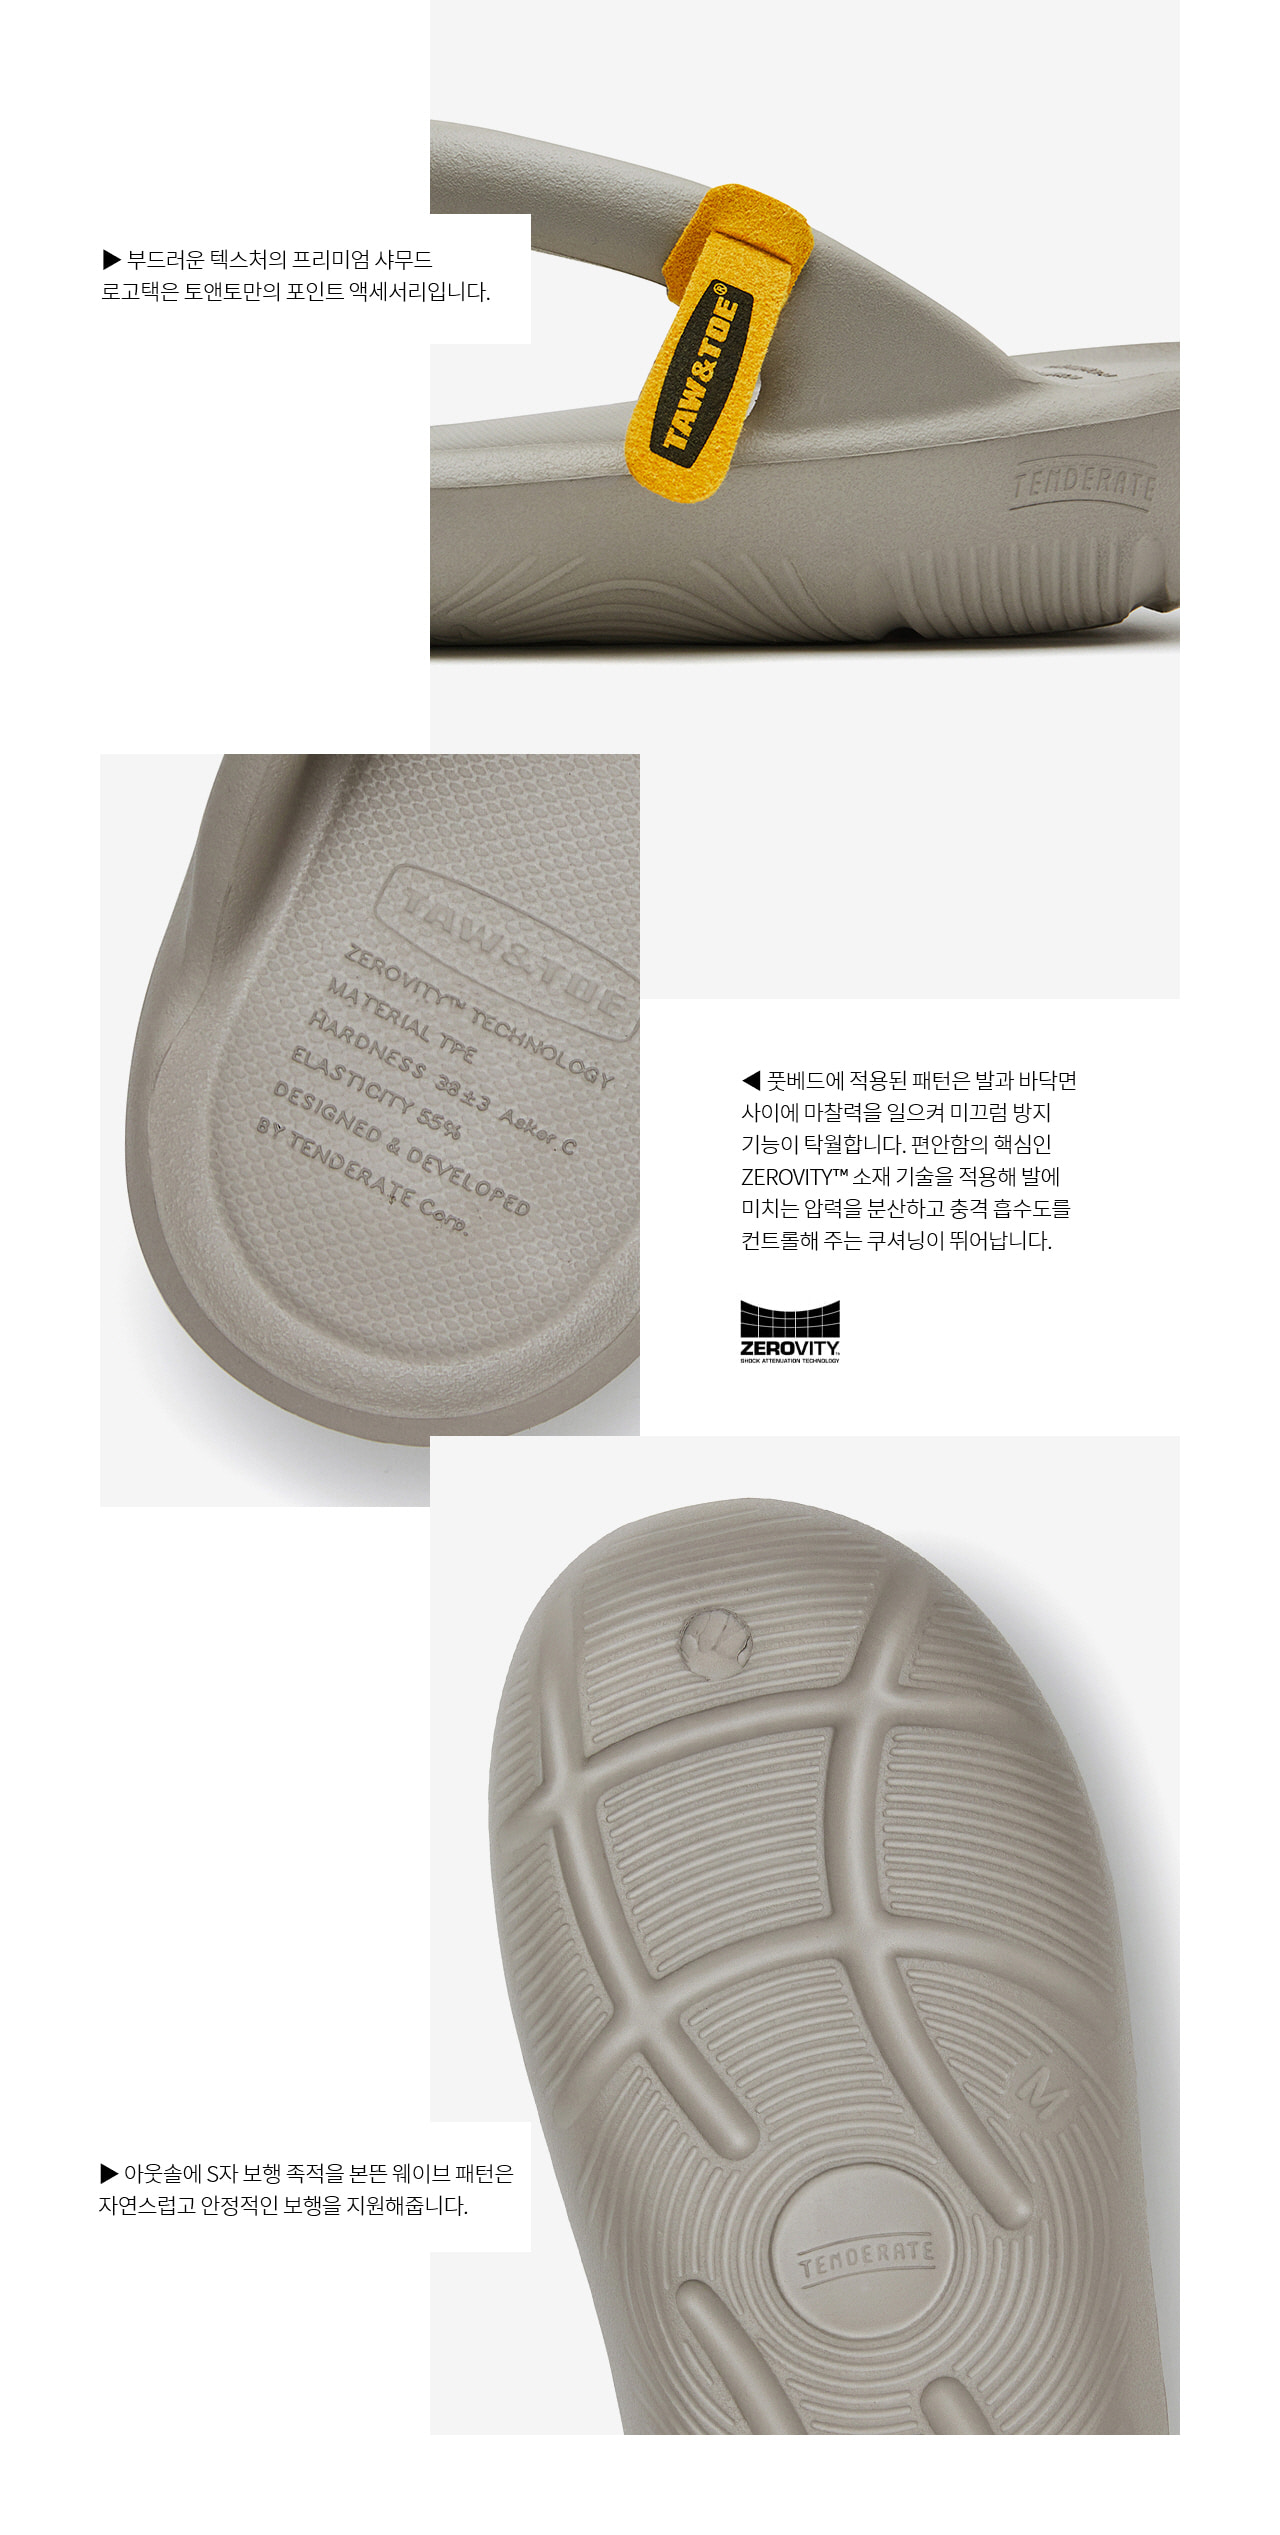 ▶ 부드러운 텍스처의 프리미엄 샤무드
로고택은 토앤토만의 포인트 액세서리입니다.
TAW&TOE®
TENDERATE
TAW&TOE
ZEROVITY™ TECHNOLOGY
MATERIAL TPE
HARDNESS 38±3 Asker.C
ELASTICITY 55%
DESIGNED & DEVELOPED
BY TENDERATE Corp.
◀ 풋베드에 적용된 패턴은 발과 바닥면
사이에 마찰력을 일으켜 미끄럼 방지
기능이 탁월합니다. 편안함의 핵심인
ZEROVITY™ 소재 기술을 적용해 발에
미치는 압력을 분산하고 충격 흡수도를
컨트롤해 주는 쿠셔닝이 뛰어납니다.
ZEROVITY™
SHOCK ATTENUATION TECHNOLOGY
M
▶ 아웃솔에 S자 보행 족적을 본뜬 웨이브 패턴은
자연스럽고 안정적인 보행을 지원해줍니다.
TENDERATE